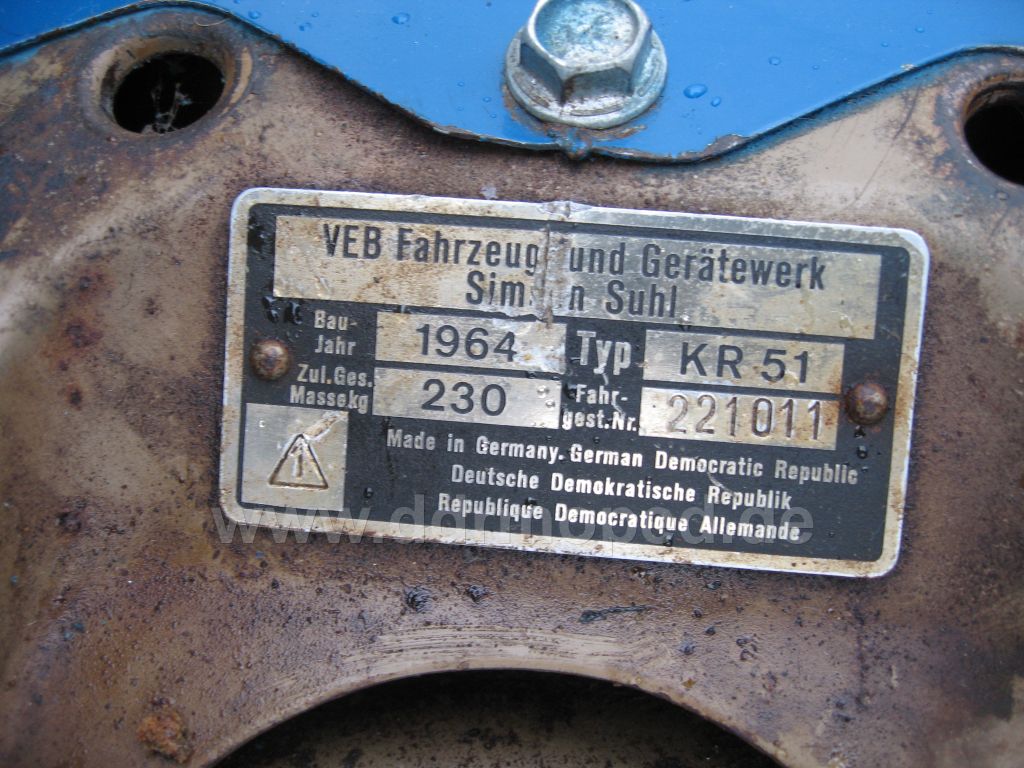 VEB Fahrzeug und Gerätewerk
Suhl
Bau-Jahr 1964 Typ KR 51
Zul.Ges. Massekg 230 Fahr-gest.Nr. 221011
Made in Germany. German Democratic Republic
Deutsche Demokratische Republik
Republique Democratique Allemande
www.ddrmoped.de